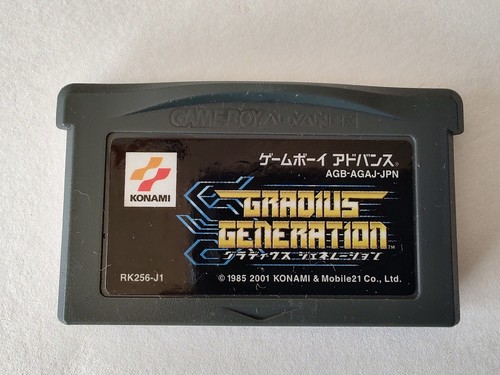 GAME BOY ADVANCE
ゲームボーイ アドバンス®
AGB-AGAJ-JPN
KONAMI
GRADIUS
GENERATION™
グラディウス ジェネレーション
RK256-J1
© 1985 2001 KONAMI & Mobile21 Co., Ltd.